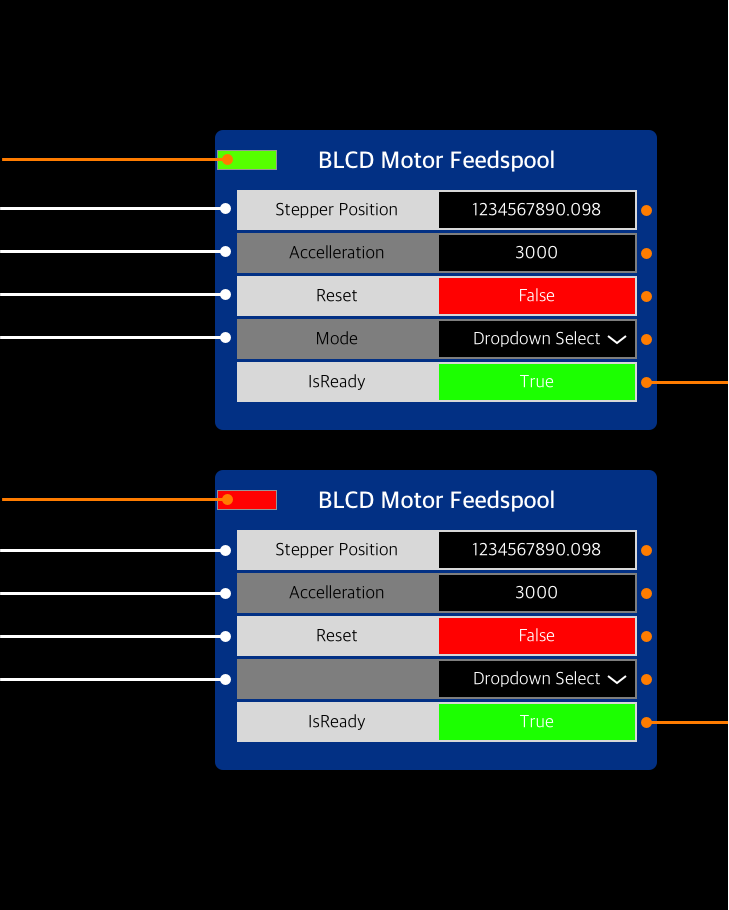 BLCD Motor Feedspool
Stepper Position 1234567890.098
Accelleration 3000
Reset False
Mode Dropdown Select
IsReady True
BLCD Motor Feedspool
Stepper Position 1234567890.098
Accelleration 3000
Reset False
Dropdown Select
IsReady True